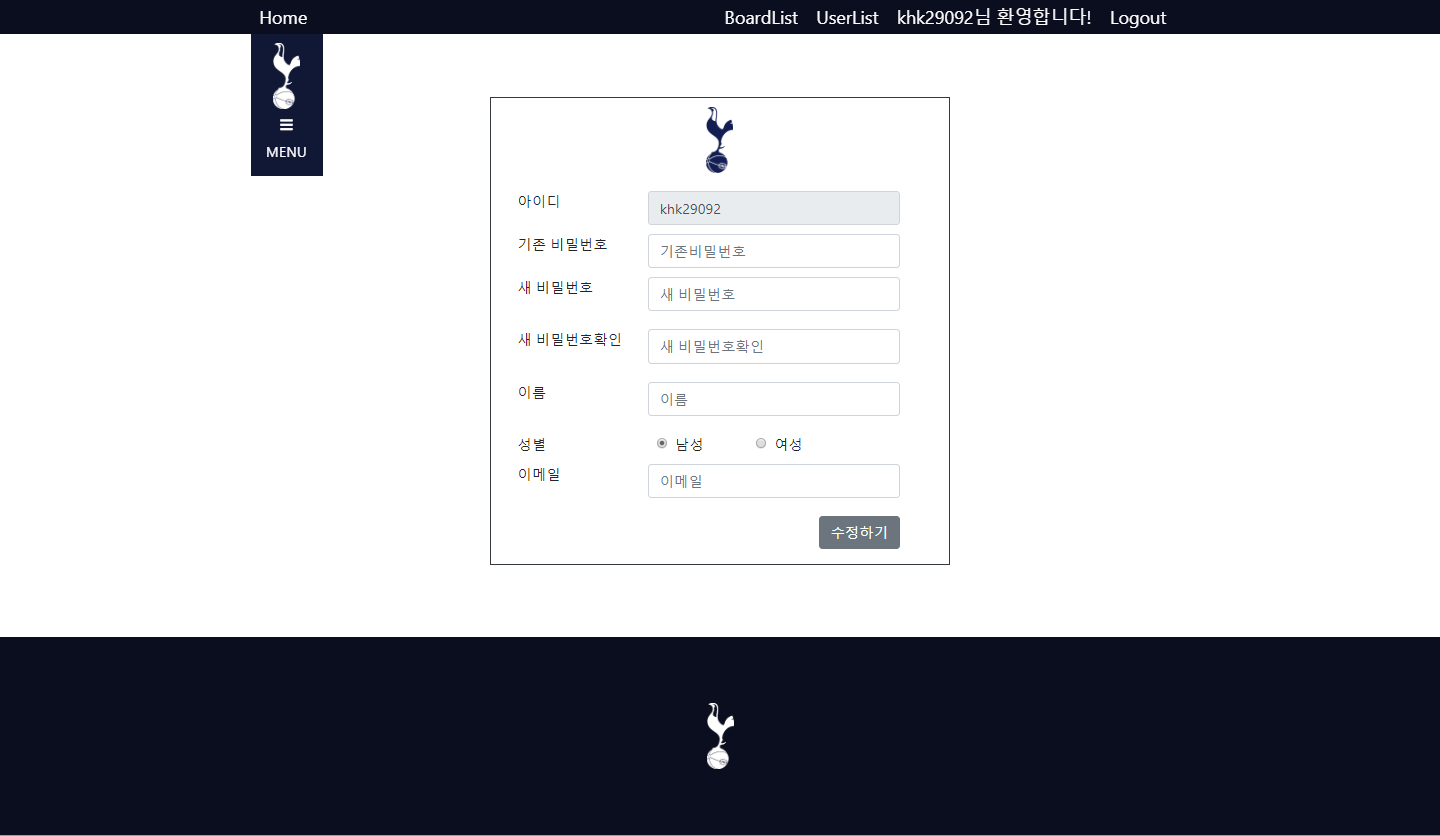 Home BoardList UserList khk29092님 환영합니다! Logout
☰
MENU
아이디 khk29092
기존 비밀번호 기존비밀번호
새 비밀번호 새 비밀번호
새 비밀번호확인 새 비밀번호확인
이름 이름
성별 남성 여성
이메일 이메일
수정하기